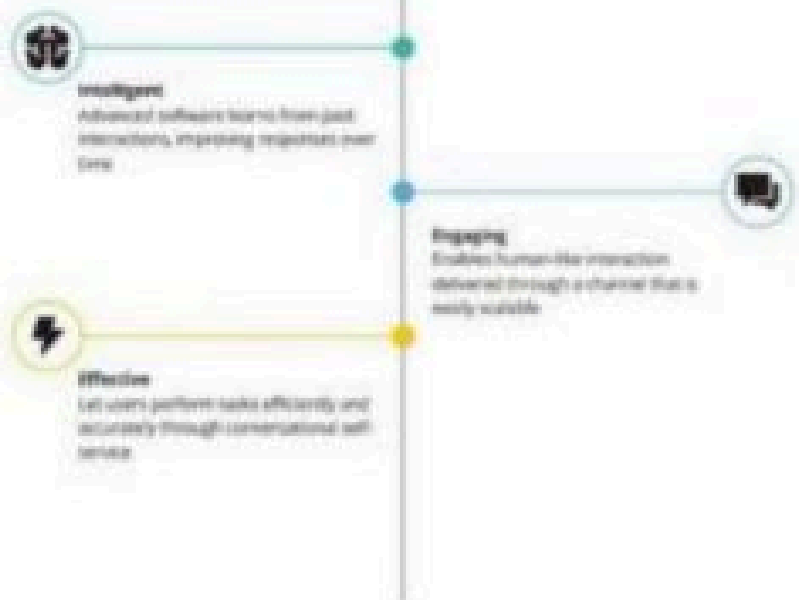 Intelligent
Advanced software learns from past
interactions, improving responses over
time
Engaging
Enables human-like interaction
delivered through a channel that is
easily scalable
Effective
Let users perform tasks efficiently and
accurately through conversational self-
service